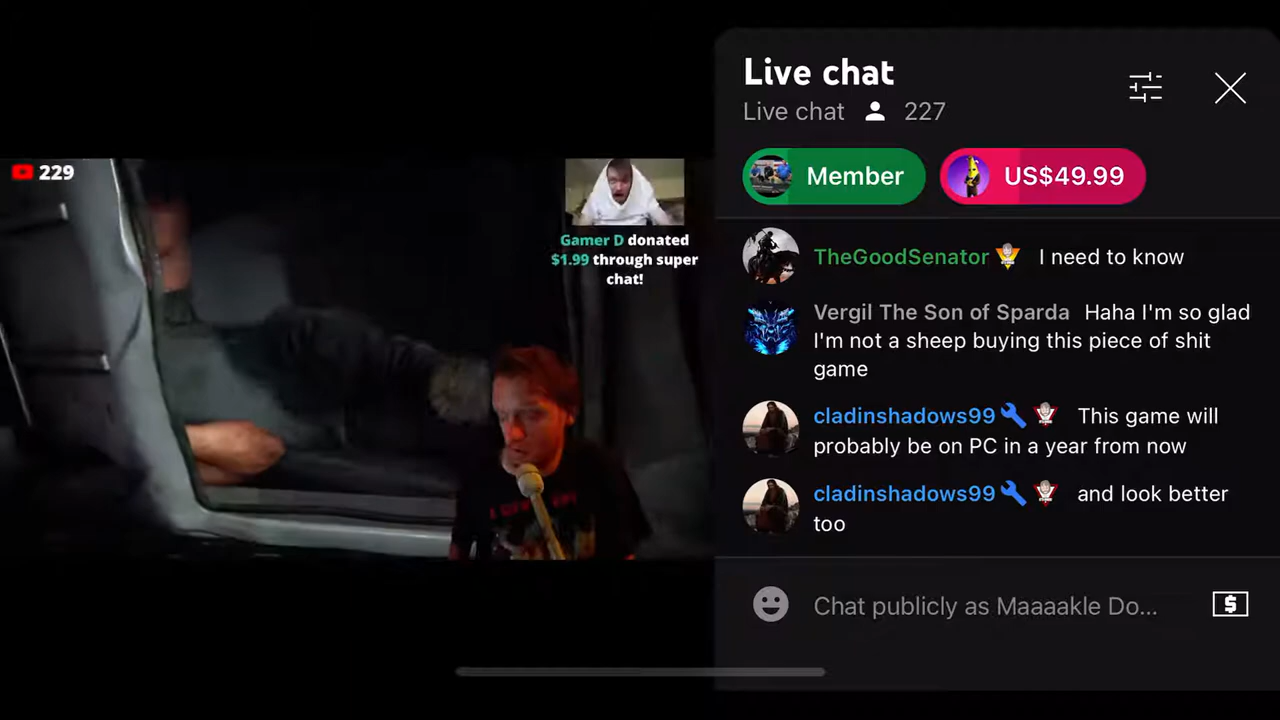 Live chat
Live chat 227
Member US$49.99
229
Gamer D donated
$1.99 through super
chat!
TheGoodSenator I need to know
Vergil The Son of Sparda Haha I'm so glad
I'm not a sheep buying this piece of shit
game
cladinshadows99 This game will
probably be on PC in a year from now
cladinshadows99 and look better
too
Chat publicly as Maaaakle Do...